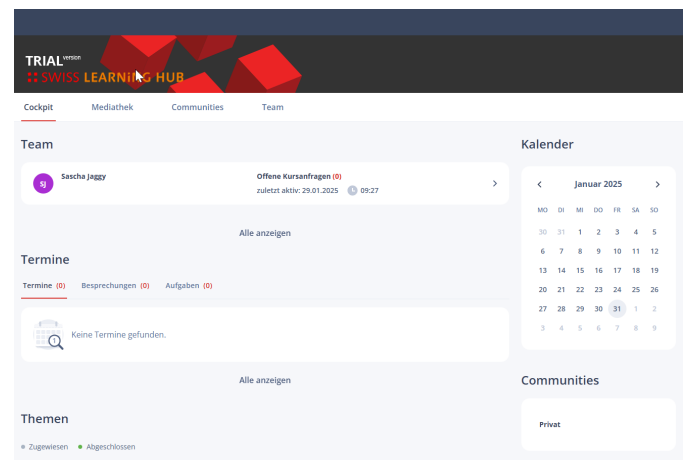 TRIAL version
SWISS LEARNING HUB
Cockpit Mediathek Communities Team
Team
SJ Sascha Jaggy
Offene Kursanfragen (0)
zuletzt aktiv: 29.01.2025 09:27
Alle anzeigen
Termine
Termine (0) Besprechungen (0) Aufgaben (0)
1 Keine Termine gefunden.
Alle anzeigen
Themen
Zugewiesen Abgeschlossen
Kalender
< Januar 2025 >
MO DI MI DO FR SA SO
30 31 1 2 3 4 5
6 7 8 9 10 11 12
13 14 15 16 17 18 19
20 21 22 23 24 25 26
27 28 29 30 31 1 2
3 4 5 6 7 8 9
Communities
Privat